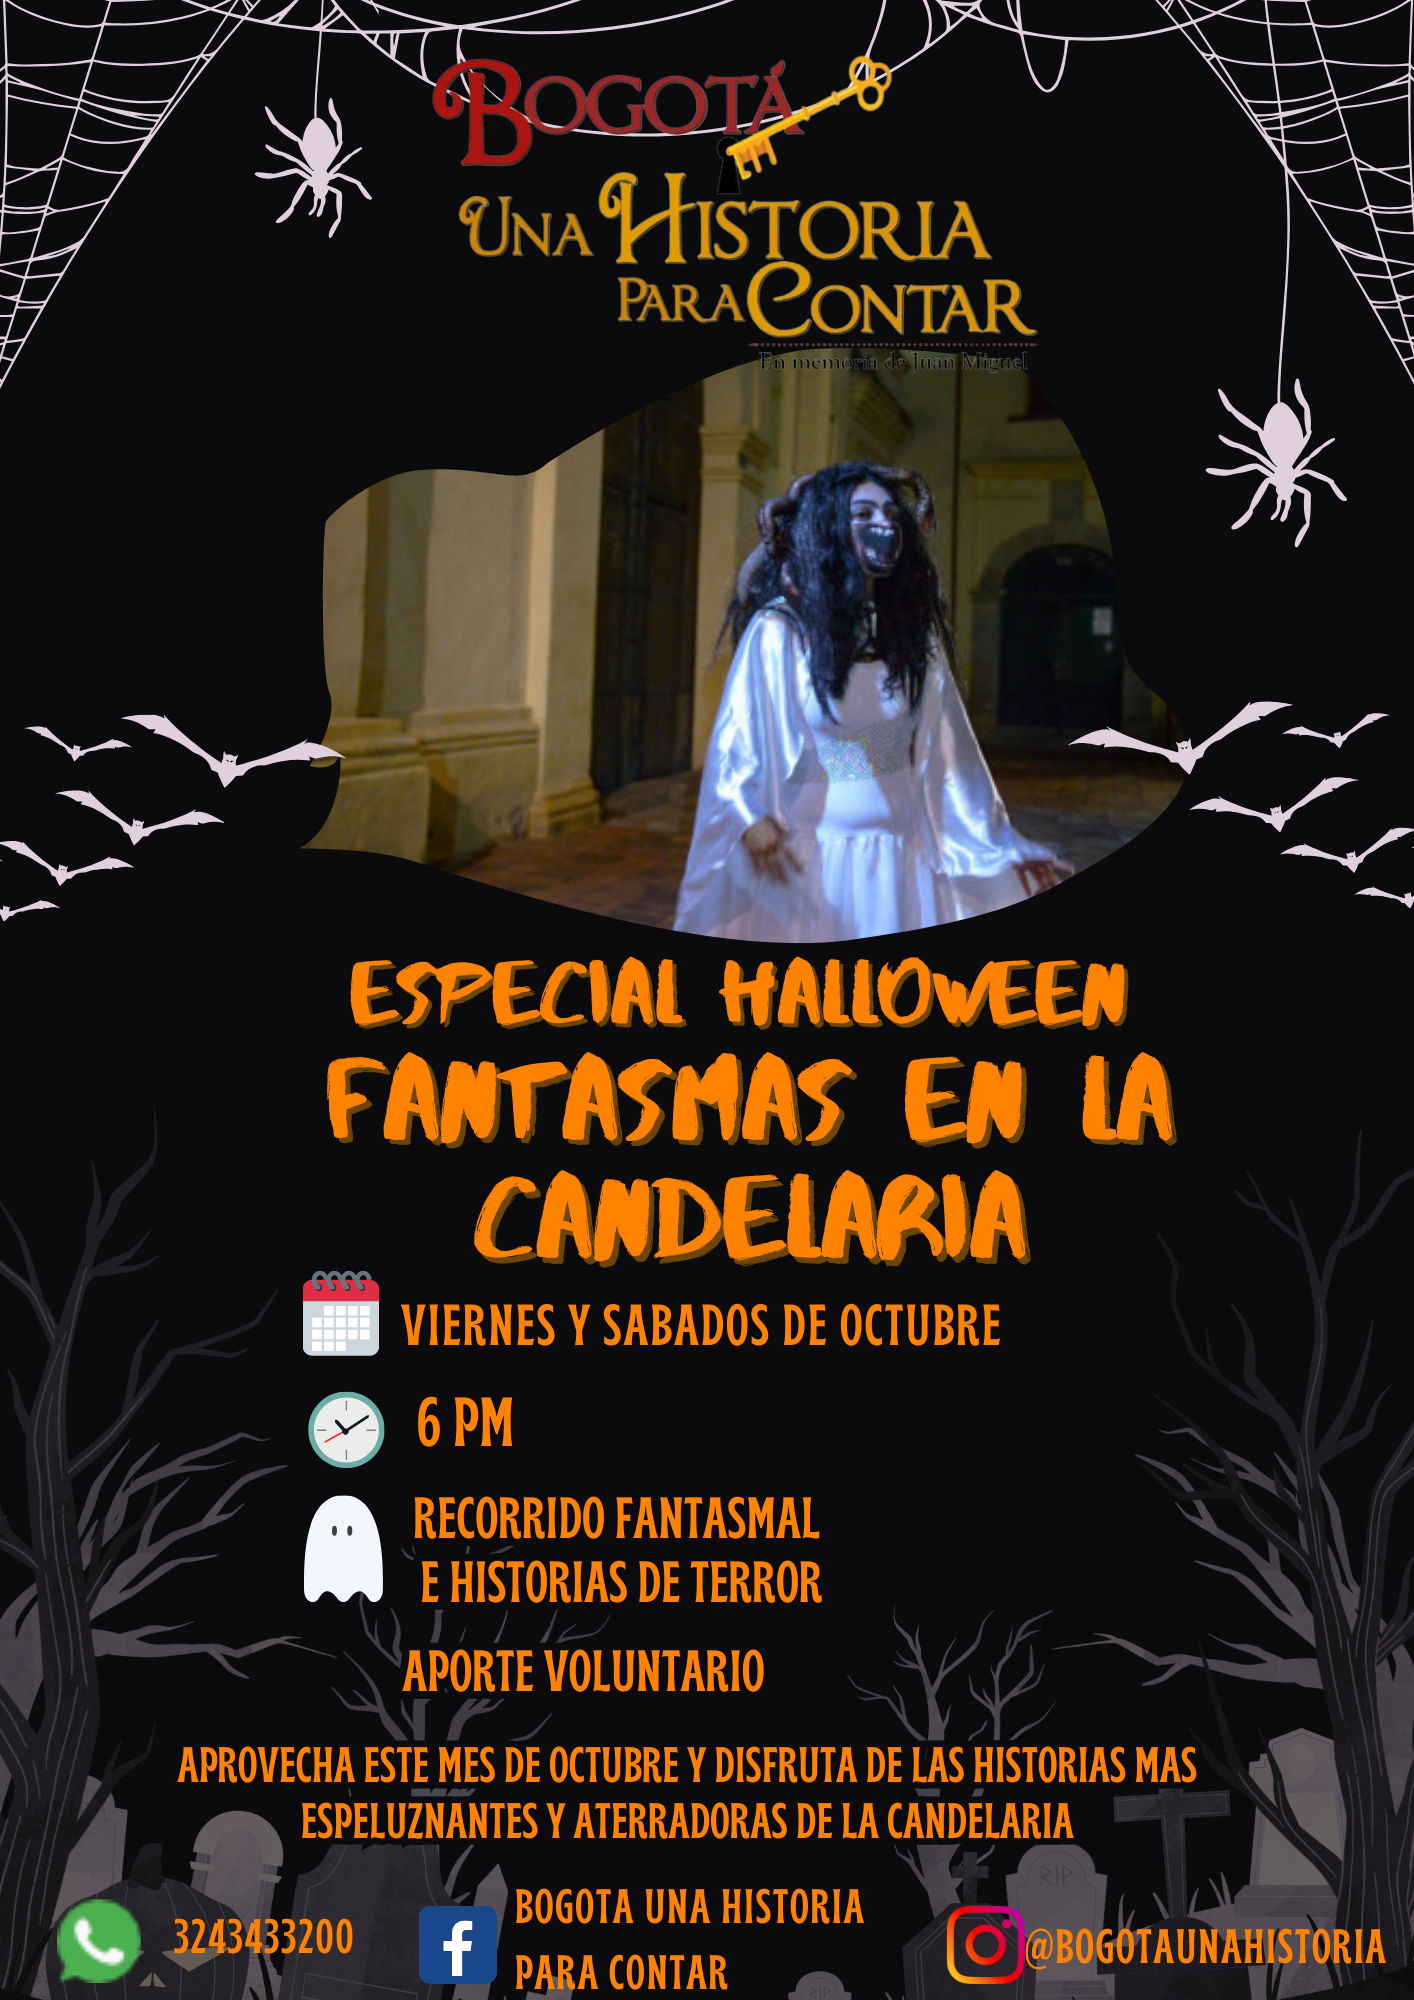 BOGOTÁ
UNA HISTORIA
PARA CONTAR
En memoria de Juan Miguel
ESPECIAL HALLOWEEN
FANTASMAS EN LA
CANDELARIA
VIERNES Y SABADOS DE OCTUBRE
6 PM
RECORRIDO FANTASMAL
E HISTORIAS DE TERROR
APORTE VOLUNTARIO
APROVECHA ESTE MES DE OCTUBRE Y DISFRUTA DE LAS HISTORIAS MAS
ESPELUZNANTES Y ATERRADORAS DE LA CANDELARIA
RIP
3243433200
BOGOTA UNA HISTORIA
PARA CONTAR
@BOGOTAUNAHISTORIA
RIP